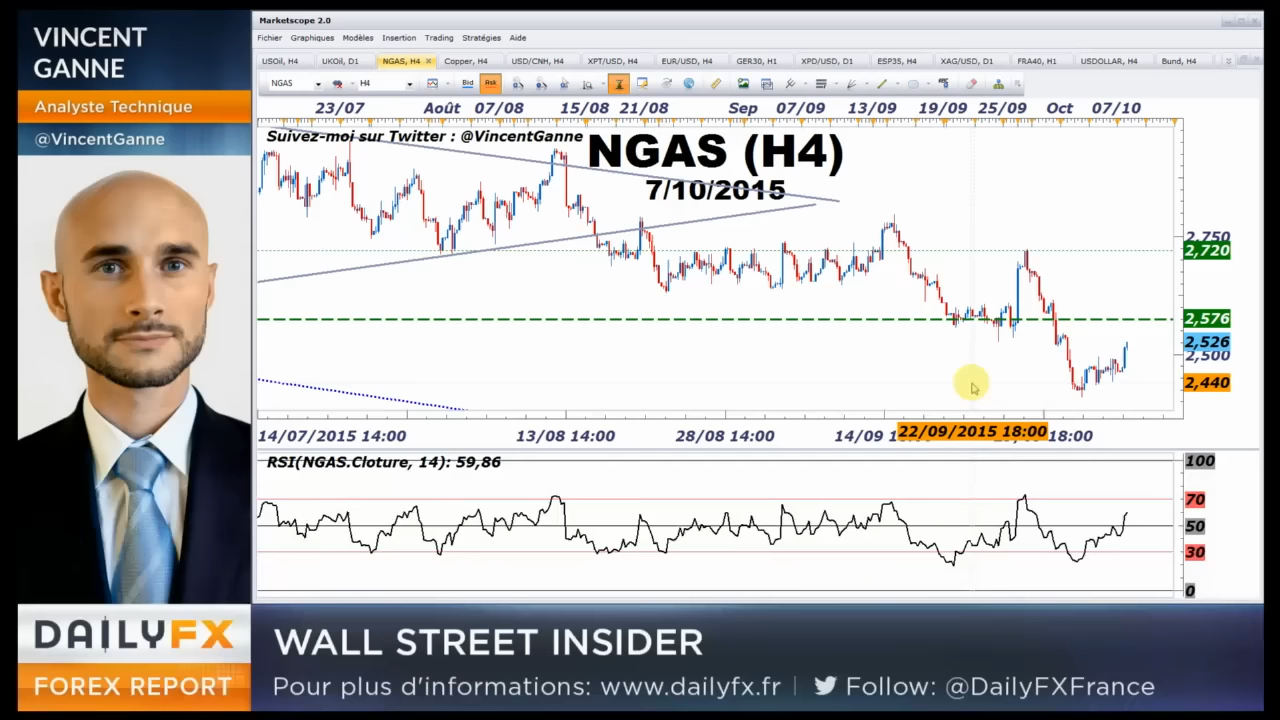 VINCENT
GANNE
Analyste Technique
@VincentGanne
DAILYFX
FOREX REPORT
Marketscope 2.0
Fichier Graphiques Modèles Insertion Trading Stratégies Aide
USOil, H4 UKOil, D1 NGAS, H4 Copper, H4 USD/CNH, H4 XPT/USD, H4 EUR/USD, H4 GER30, H1 XPD/USD, D1 ESP35, H4 XAG/USD, D1 FRA40, H1 USDOLLAR, H4 Bund, H4
NGAS H4 Bid Ask
23/07 Août 07/08 15/08 21/08 Sep 07/09 13/09 19/09 25/09 Oct 07/10
Suivez-moi sur Twitter : @VincentGanne
NGAS (H4)
7/10/2015
2,750
2,720
2,576
2,526
2,500
2,440
14/07/2015 14:00 13/08 14:00 28/08 14:00 14/09 22/09/2015 18:00 18:00
RSI(NGAS.Cloture, 14): 59,86
100
70
50
30
0
WALL STREET INSIDER
Pour plus d'informations: www.dailyfx.fr | Follow: @DailyFXFrance